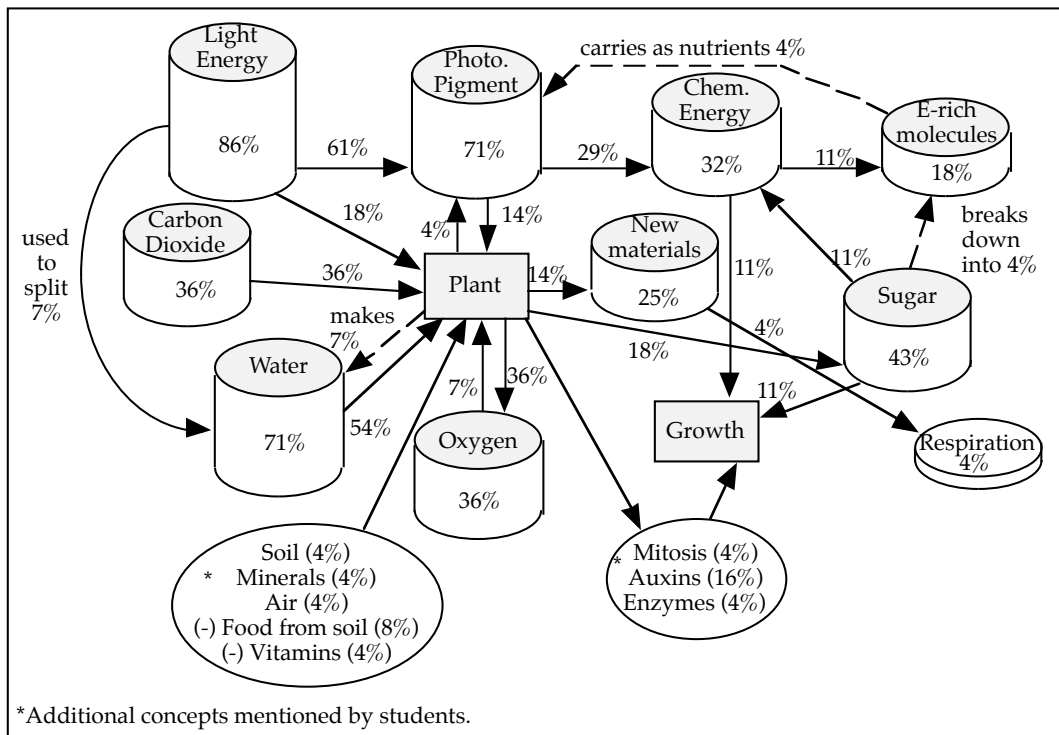 Light
Energy
86%
Photo.
Pigment
71%
carries as nutrients 4%
Chem.
Energy
32%
E-rich
molecules
18%
61%
29%
11%
18%
4%
14%
used
to
split
7%
Carbon
Dioxide
36%
36%
Plant
14%
New
materials
25%
11%
11%
breaks
down
into 4%
Sugar
43%
makes
7%
Water
71%
54%
7%
36%
Oxygen
36%
18%
4%
11%
Growth
Respiration
4%
Soil (4%)
* Minerals (4%)
Air (4%)
(-) Food from soil (8%)
(-) Vitamins (4%)
* Mitosis (4%)
Auxins (16%)
Enzymes (4%)
*Additional concepts mentioned by students.